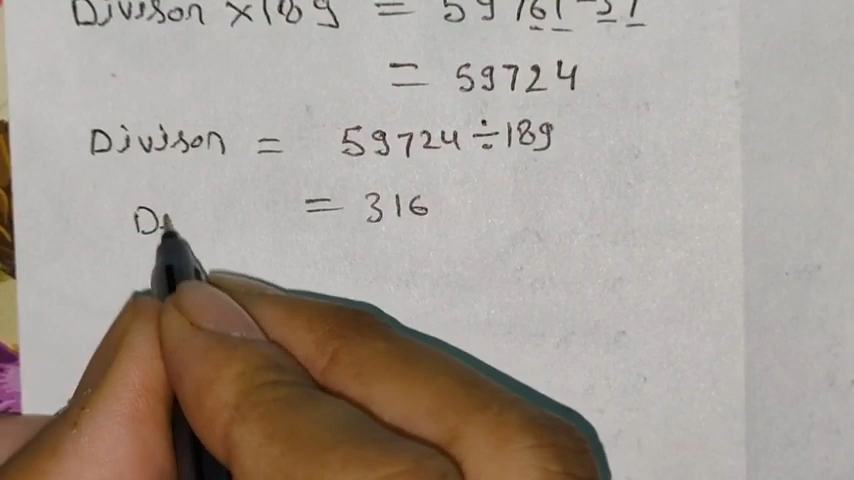 Divison ×189 = 59761-37
= 59724
Divison = 59724÷189
= 316
D